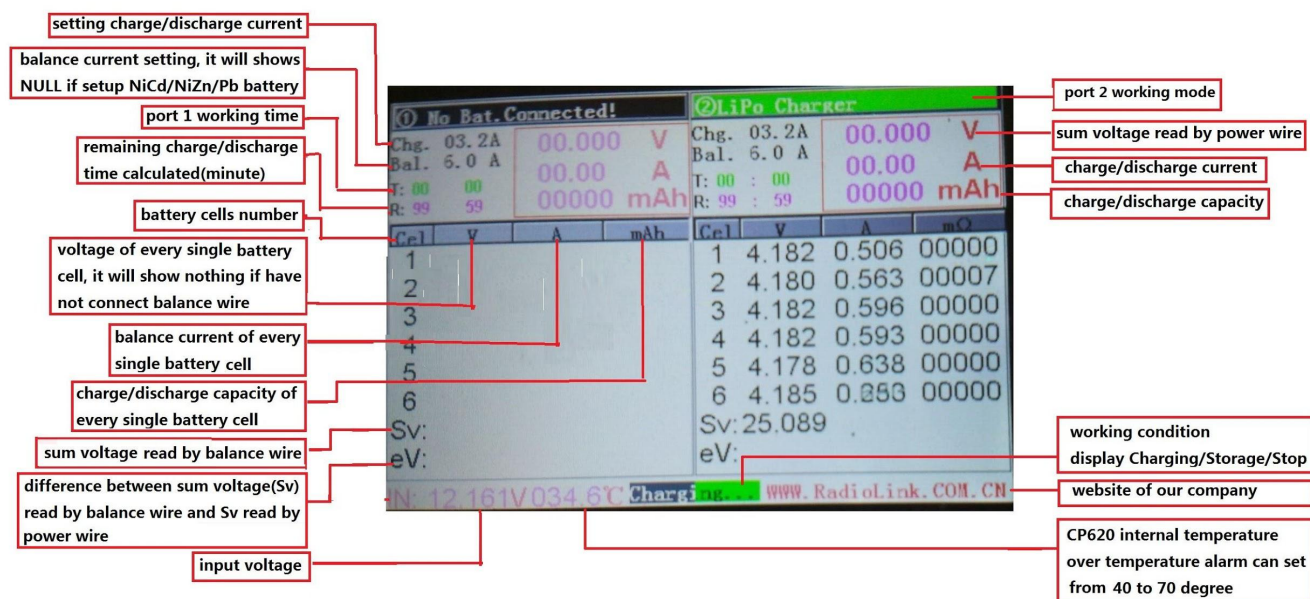 setting charge/discharge current
balance current setting, it will shows
NULL if setup NiCd/NiZn/Pb battery
port 1 working time
remaining charge/discharge
time calculated(minute)
battery cells number
voltage of every single battery
cell, it will show nothing if have
not connect balance wire
balance current of every
single battery cell
charge/discharge capacity of
every single battery cell
sum voltage read by balance wire
difference between sum voltage(Sv)
read by balance wire and Sv read by
power wire
input voltage
① No Bat.Connected!
Chg. 03.2A 00.000 V
Bal. 6.0 A 00.00 A
T: 00 00
R: 99 59 00000 mAh
Cel V A mAh
1
2
3
4
5
6
Sv:
eV:
②LiPo Charger
Chg. 03.2A 00.000 V
Bal. 6.0 A 00.00 A
T: 00 : 00
R: 99 : 59 00000 mAh
Cel V A mΩ
1 4.182 0.506 00000
2 4.180 0.563 00007
3 4.182 0.596 00000
4 4.182 0.593 00000
5 4.178 0.638 00000
6 4.185 00000
Sv:25.089
eV:
IN: 12.161V 034.6℃ Charging... WWW.RadioLink.COM.CN
port 2 working mode
sum voltage read by power wire
charge/discharge current
charge/discharge capacity
working condition
display Charging/Storage/Stop
website of our company
CP620 internal temperature
over temperature alarm can set
from 40 to 70 degree